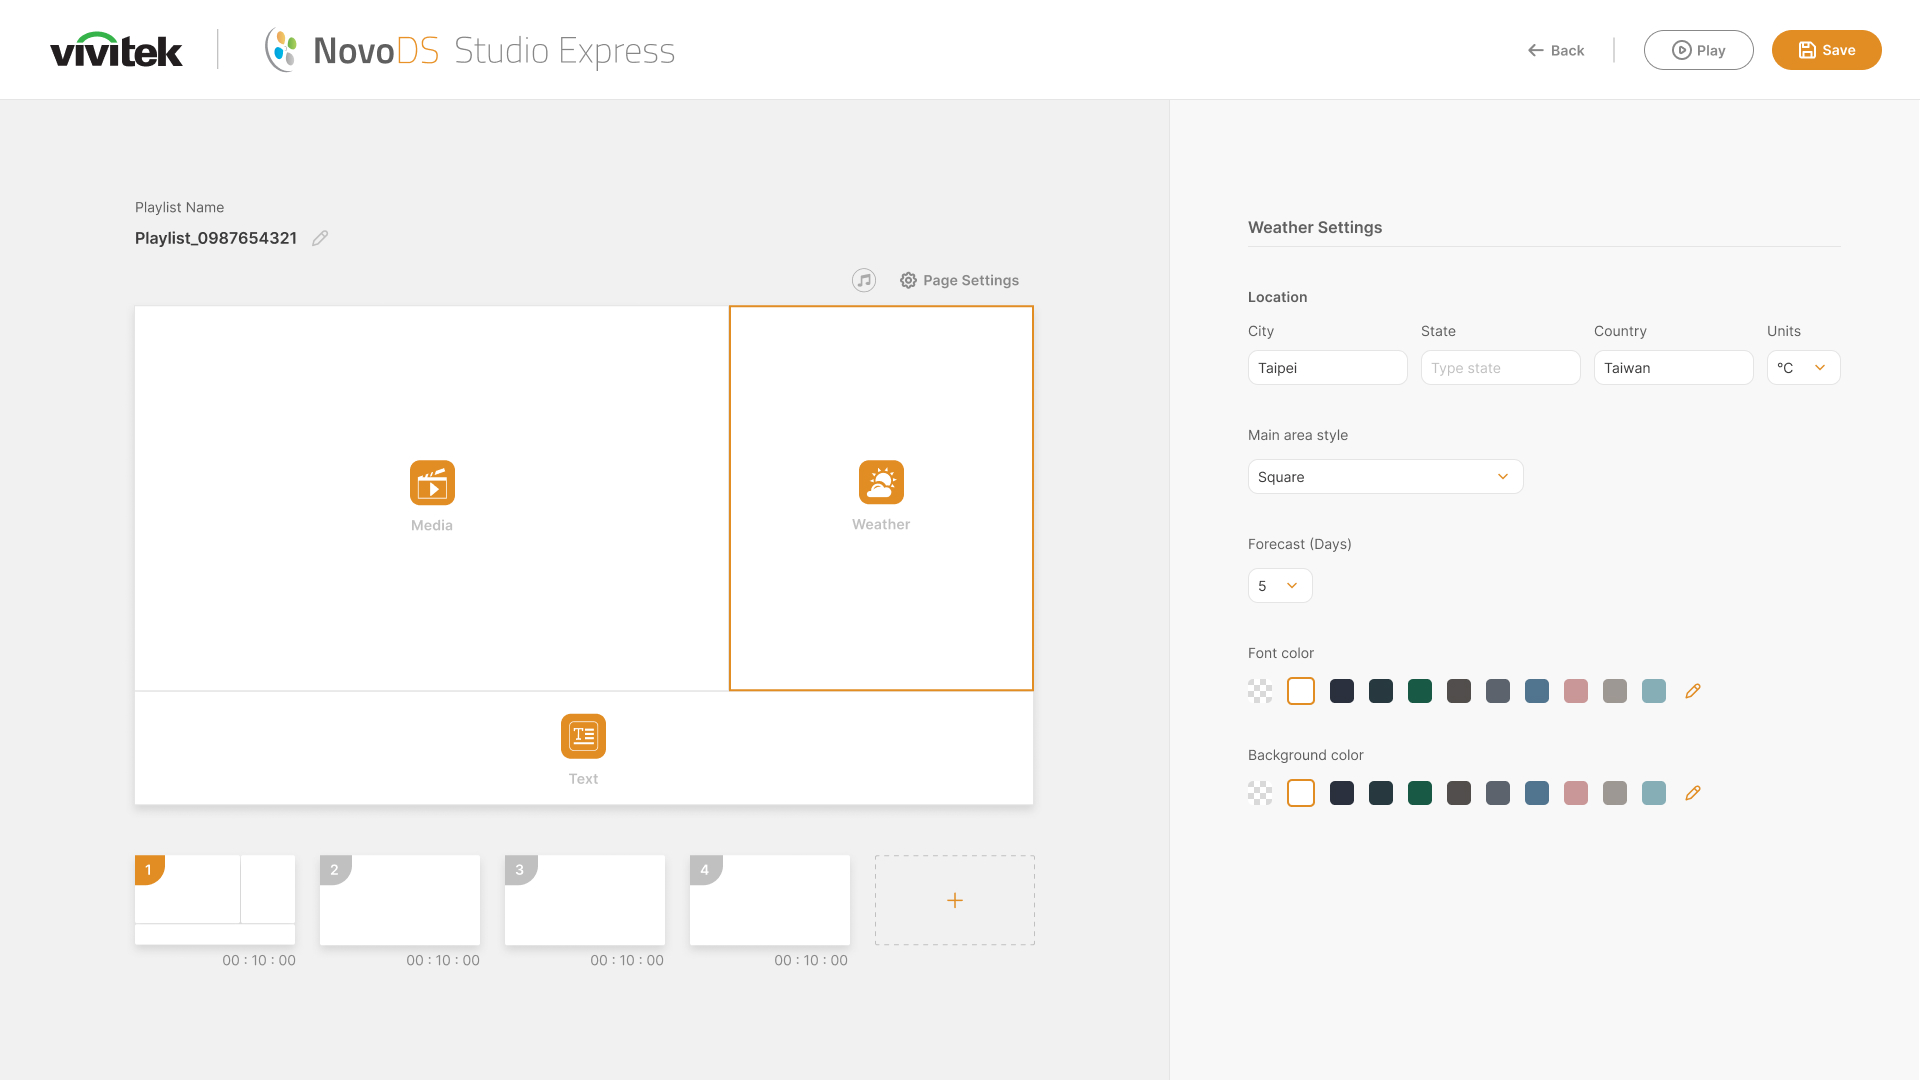 vivitek
NovoDS Studio Express
Back
Play
Save
Playlist Name
Playlist_0987654321
Page Settings
Media
Weather
T
Text
1
2
3
4
00 : 10 : 00
00 : 10 : 00
00 : 10 : 00
00 : 10 : 00
Weather Settings
Location
City
State
Country
Units
Taipei
Type state
Taiwan
°C
Main area style
Square
Forecast (Days)
5
Font color
Background color